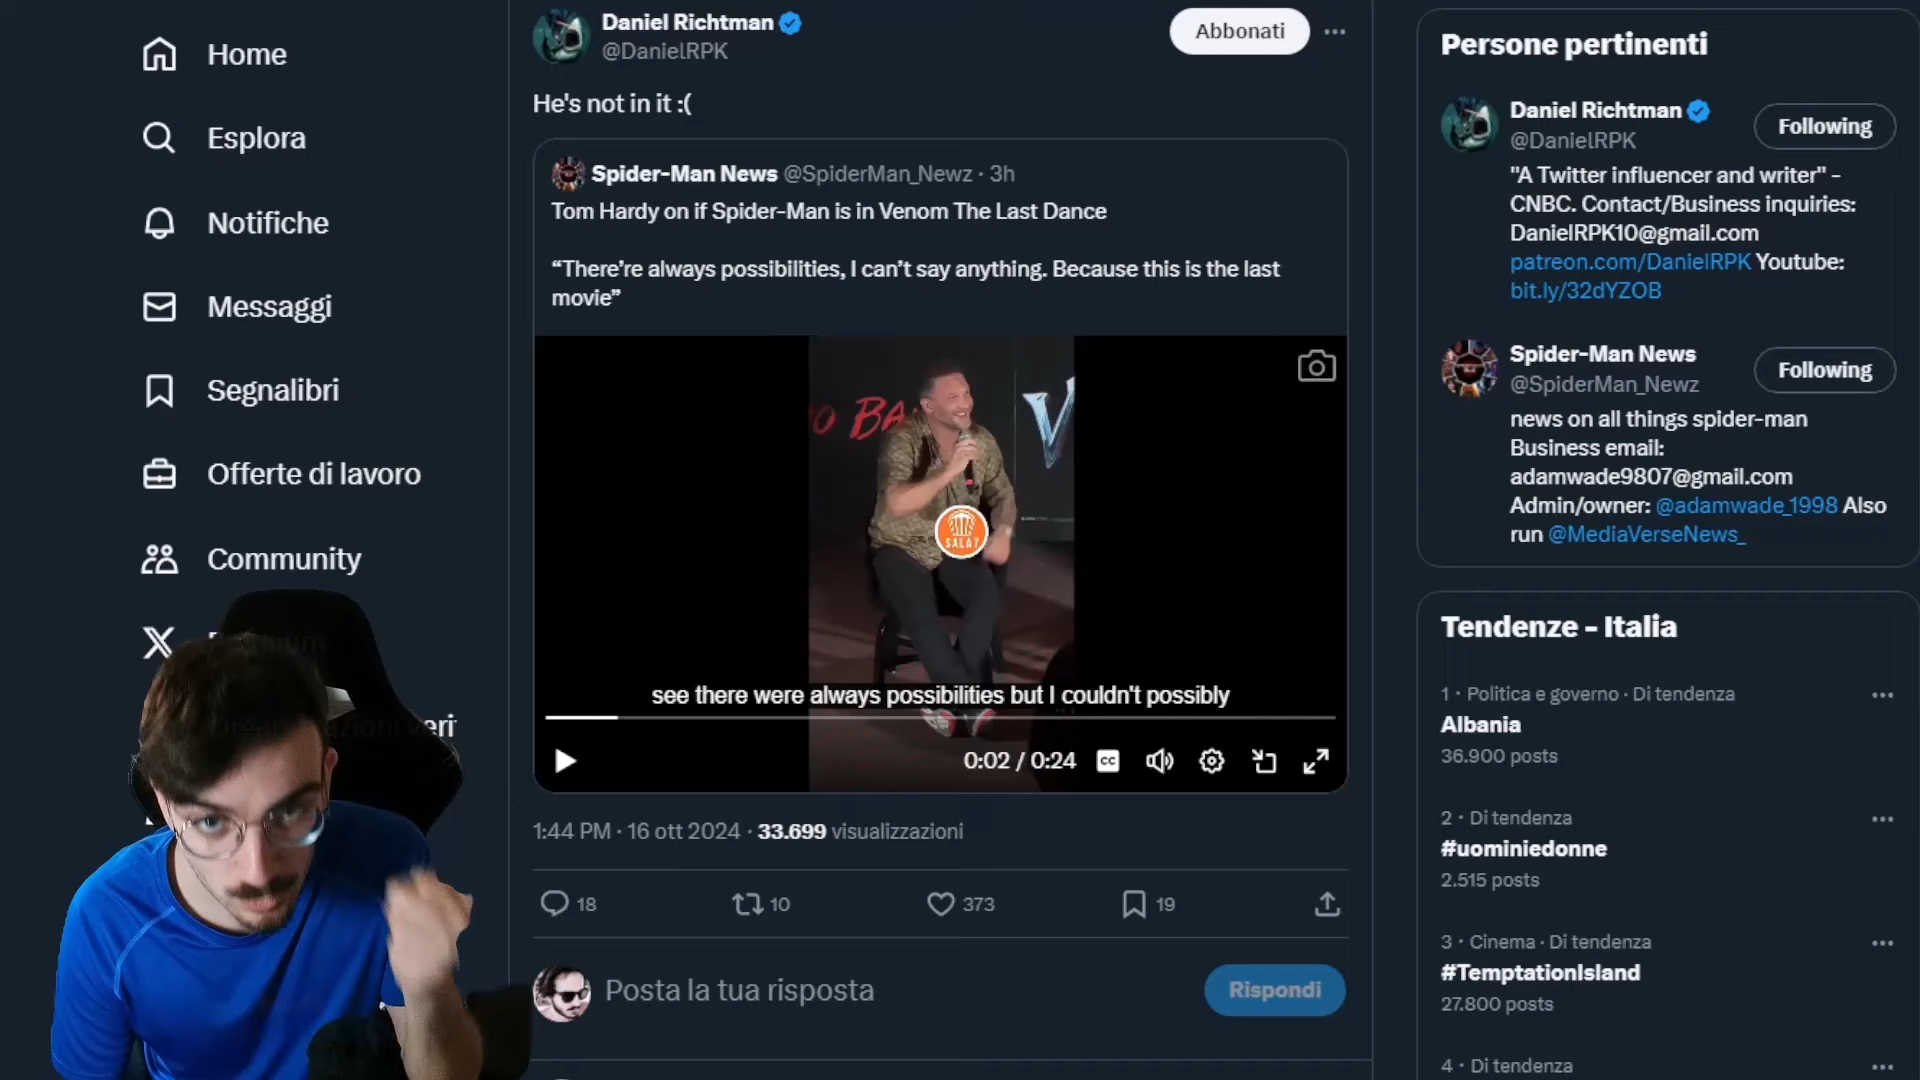 Home
Esplora
Notifiche
Messaggi
Segnalibri
Offerte di lavoro
Community
Daniel Richtman
@DanielRPK
Abbonati
He's not in it :(
Spider-Man News @SpiderMan_Newz · 3h
Tom Hardy on if Spider-Man is in Venom The Last Dance
“There’re always possibilities, I can’t say anything. Because this is the last
movie”
SALA7
see there were always possibilities but I couldn't possibly
0:02 / 0:24
CC
1:44 PM · 16 ott 2024 · 33.699 visualizzazioni
18
10
373
19
Posta la tua risposta
Rispondi
Persone pertinenti
Daniel Richtman
@DanielRPK
Following
"A Twitter influencer and writer" -
CNBC. Contact/Business inquiries:
DanielRPK10@gmail.com
patreon.com/DanielRPK Youtube:
bit.ly/32dYZOB
Spider-Man News
@SpiderMan_Newz
Following
news on all things spider-man
Business email:
adamwade9807@gmail.com
Admin/owner: @adamwade_1998 Also
run @MediaVerseNews_
Tendenze - Italia
1 · Politica e governo · Di tendenza
Albania
36.900 posts
2 · Di tendenza
#uominiedonne
2.515 posts
3 · Cinema · Di tendenza
#TemptationIsland
27.800 posts
4 · Di tendenza